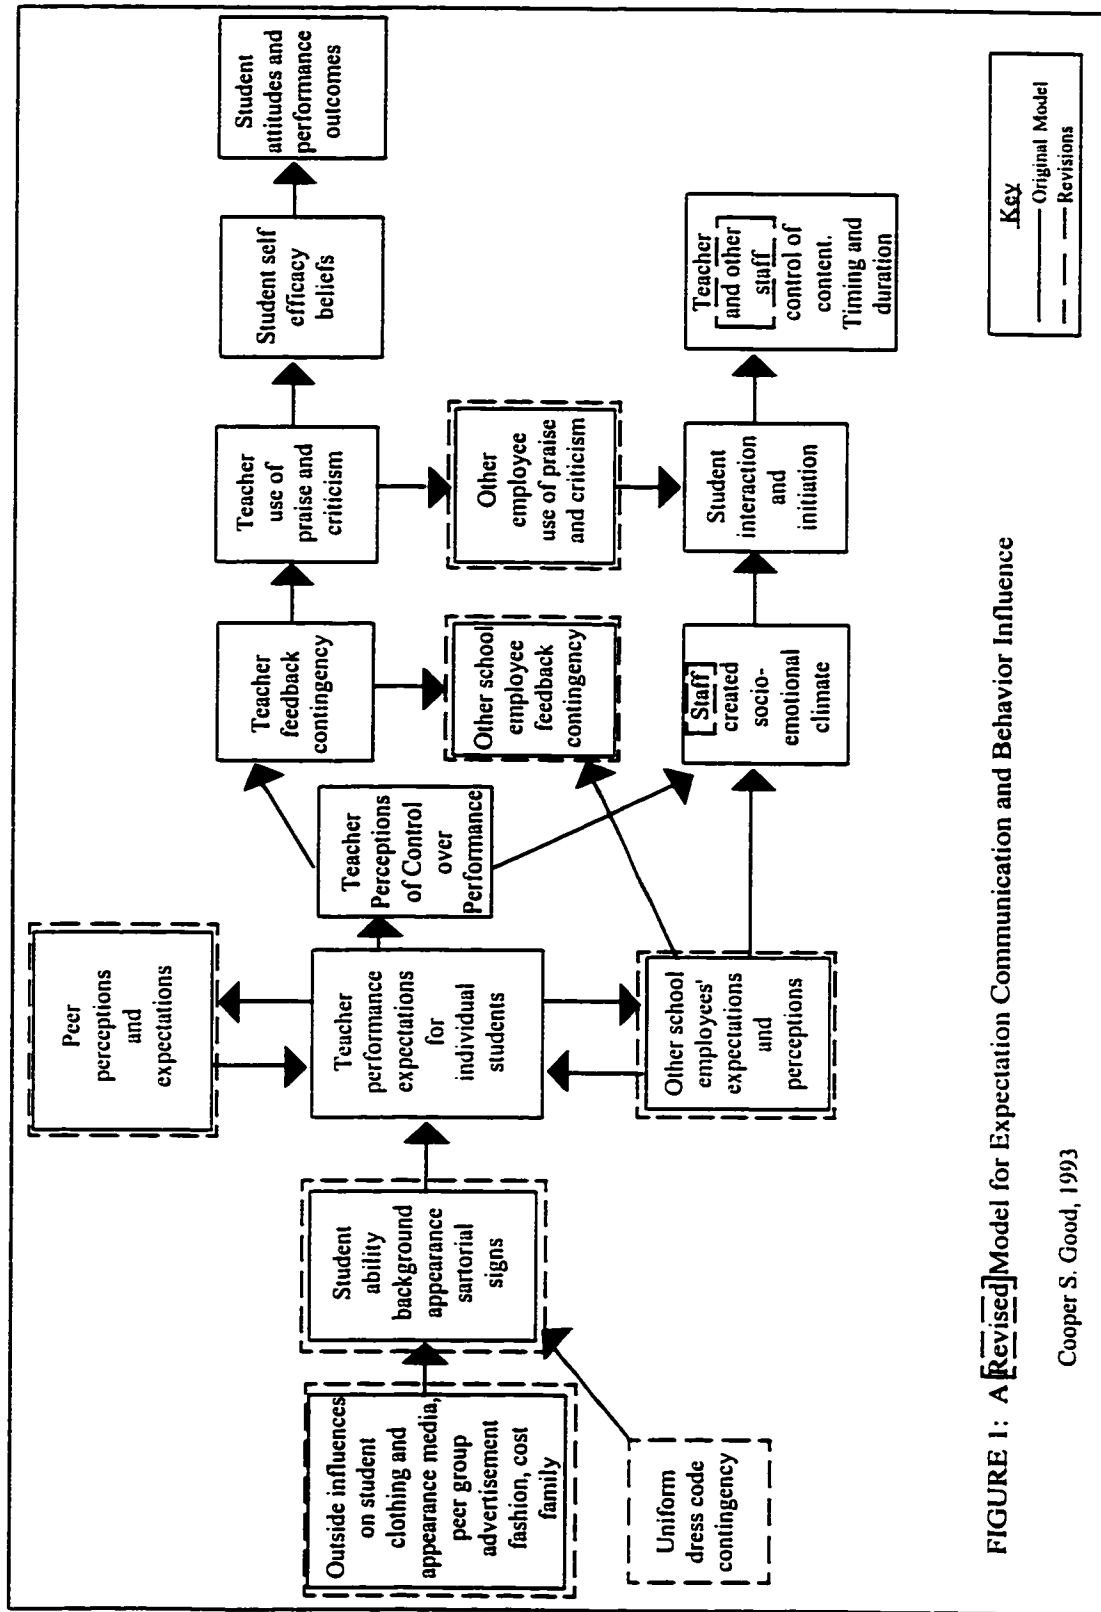 Outside influences
on student
clothing and
appearance media,
peer group
advertisement
fashion, cost
family
Uniform
dress code
contingency
Student
ability
background
appearance
sartorial
signs
Peer
perceptions
and
expectations
Teacher
performance
expectations
for
individual
students
Other school
employees'
expectations
and
perceptions
Teacher
Perceptions
of Control
over
Performance
Teacher
feedback
contingency
Other school
employee
feedback
contingency
Staff
created
socio-
emotional
climate
Teacher
use of
praise and
criticism
Other
employee
use of praise
and criticism
Student
interaction
and
initiation
Student self
efficacy
beliefs
Teacher
and other
staff
control of
content.
Timing and
duration
Student
attitudes and
performance
outcomes
Key
Original Model
Revisions
FIGURE 1: A [Revised] Model for Expectation Communication and Behavior Influence
Cooper S. Good, 1993